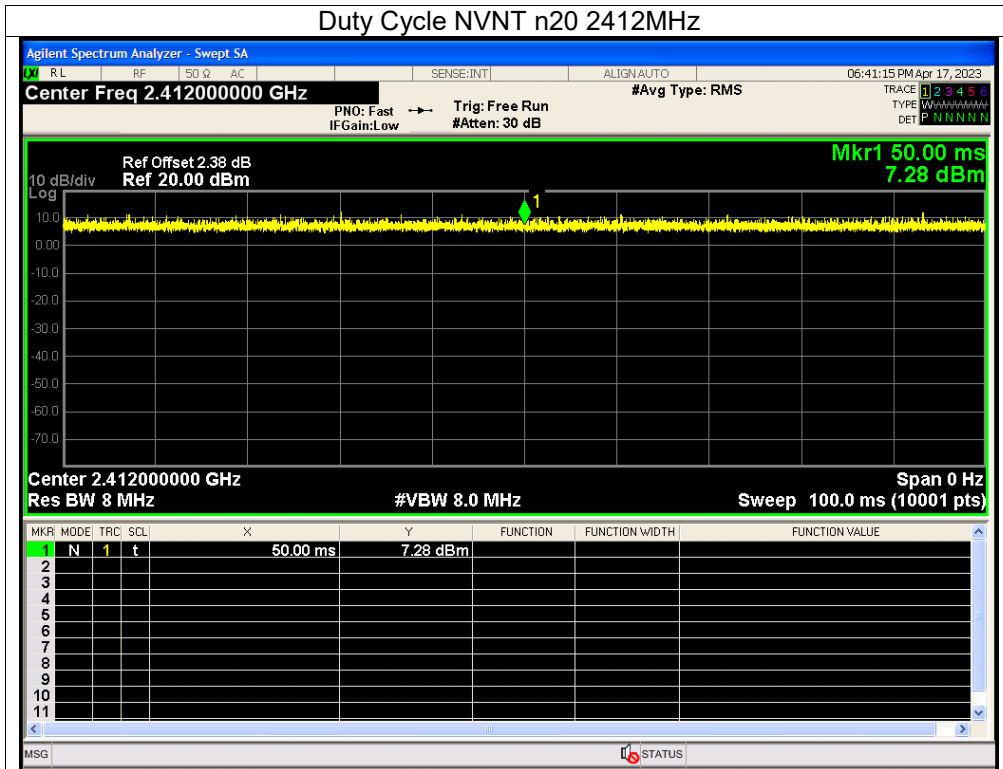 Duty Cycle NVNT n20 2412MHz
Agilent Spectrum Analyzer - Swept SA
LXI RL RF 50 Ω AC SENSE:INT ALIGN AUTO 06:41:15 PM Apr 17, 2023
Center Freq 2.412000000 GHz #Avg Type: RMS TRACE 1 2 3 4 5 6
PNO: Fast Trig: Free Run TYPE WWWWWW
IFGain:Low #Atten: 30 dB DET P N N N N N
Mkr1 50.00 ms
Ref Offset 2.38 dB
10 dB/div Ref 20.00 dBm 7.28 dBm
Log
1
10.0
0.00
-10.0
-20.0
-30.0
-40.0
-50.0
-60.0
-70.0
Center 2.412000000 GHz Span 0 Hz
Res BW 8 MHz #VBW 8.0 MHz Sweep 100.0 ms (10001 pts)
MKR MODE TRC SCL X Y FUNCTION FUNCTION WIDTH FUNCTION VALUE
1 N 1 t 50.00 ms 7.28 dBm
2
3
4
5
6
7
8
9
10
11
MSG STATUS